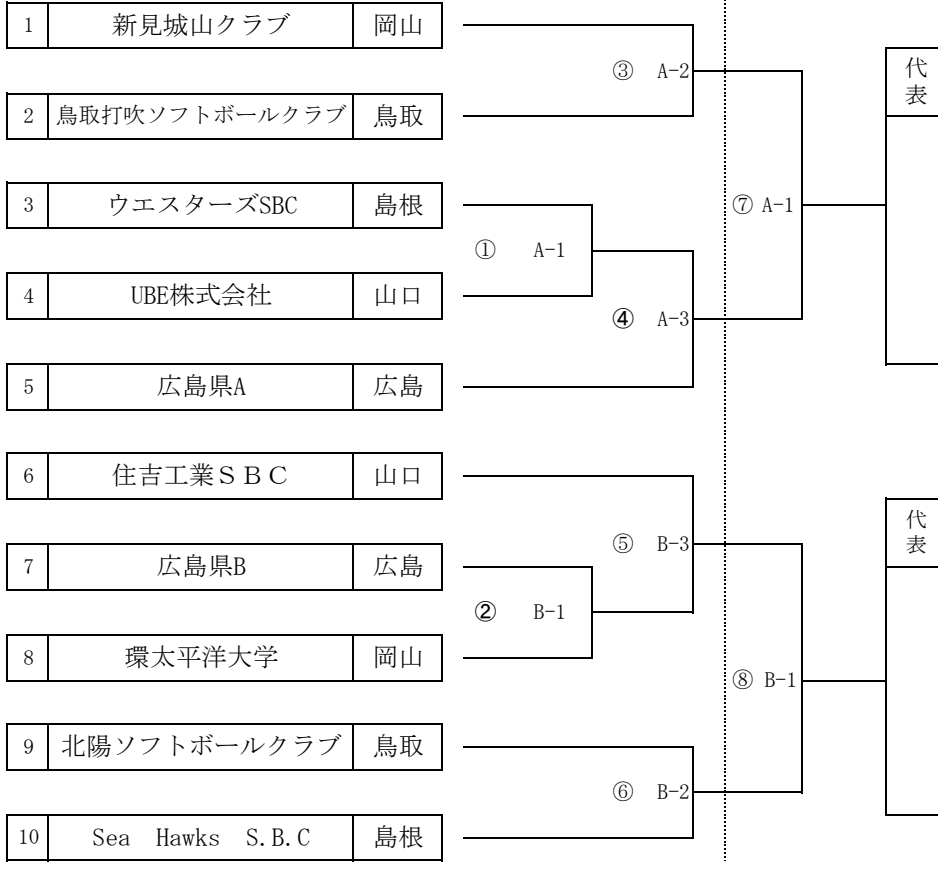 1 新見城山クラブ 岡山
③ A-2
代表
2 鳥取打吹ソフトボールクラブ 鳥取
3 ウエスターズSBC 島根
⑦ A-1
① A-1
4 UBE株式会社 山口
④ A-3
5 広島県A 広島
6 住吉工業ＳＢＣ 山口
代表
⑤ B-3
7 広島県B 広島
② B-1
8 環太平洋大学 岡山
⑧ B-1
9 北陽ソフトボールクラブ 鳥取
⑥ B-2
10 Sea Hawks S.B.C 島根